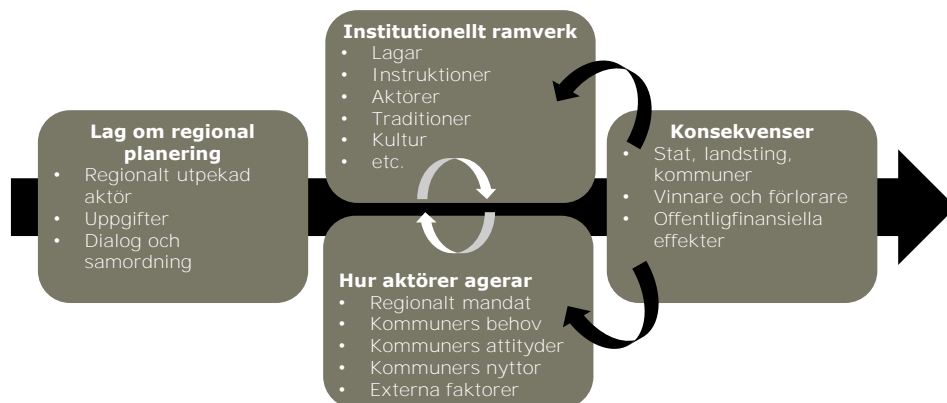 Lag om regional
planering
• Regionalt utpekad
aktör
• Uppgifter
• Dialog och
samordning
Institutionellt ramverk
• Lagar
• Instruktioner
• Aktörer
• Traditioner
• Kultur
• etc.
Hur aktörer agerar
• Regionalt mandat
• Kommuners behov
• Kommuners attityder
• Kommuners nyttor
• Externa faktorer
Konsekvenser
• Stat, landsting,
kommuner
• Vinnare och förlorare
• Offentligfinansiella
effekter